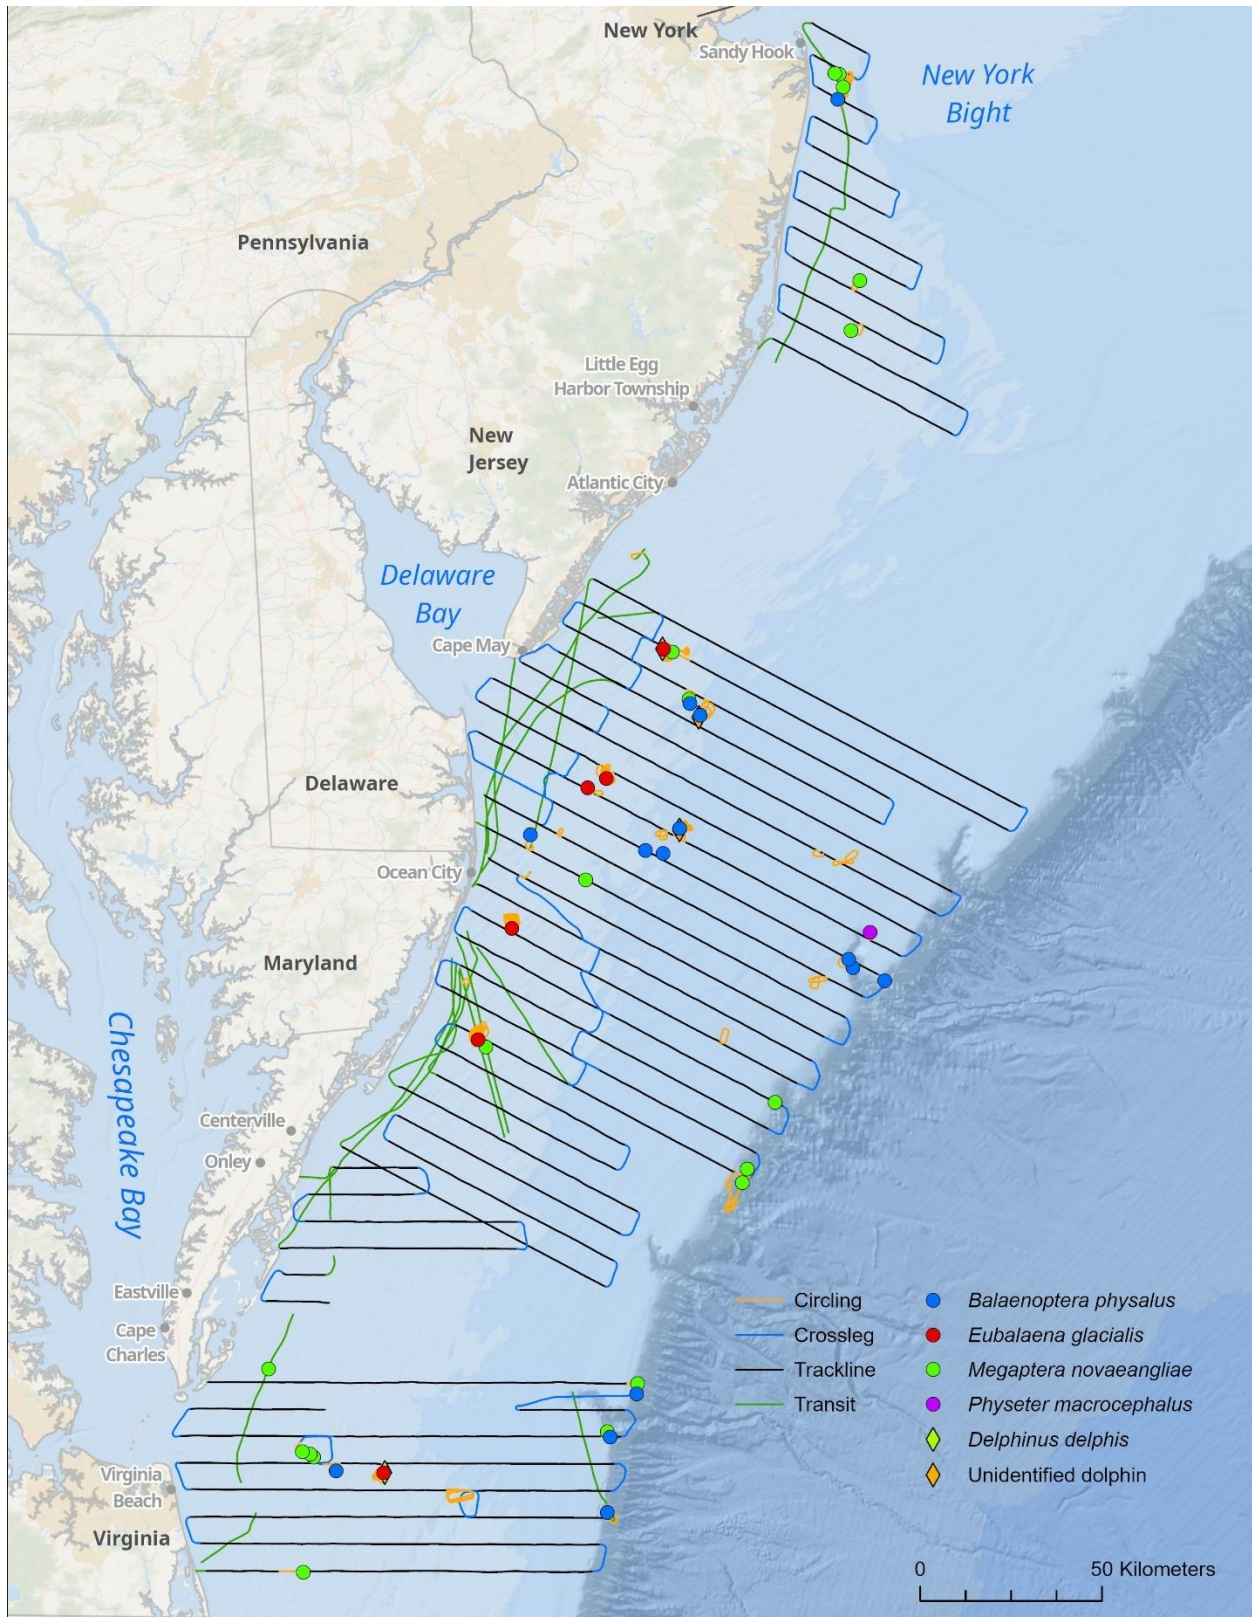 New York
Sandy Hook
New York
Bight
Pennsylvania
Little Egg
Harbor Township
New
Jersey
Atlantic City
Delaware
Bay
Cape May
Delaware
Ocean City
Maryland
Chesapeake Bay
Centerville
Onley
Eastville
Cape
Charles
Circling
Crossleg
Trackline
Transit
Balaenoptera physalus
Eubalaena glacialis
Megaptera novaeangliae
Physeter macrocephalus
Delphinus delphis
Unidentified dolphin
Virginia
Beach
Virginia
0 50 Kilometers